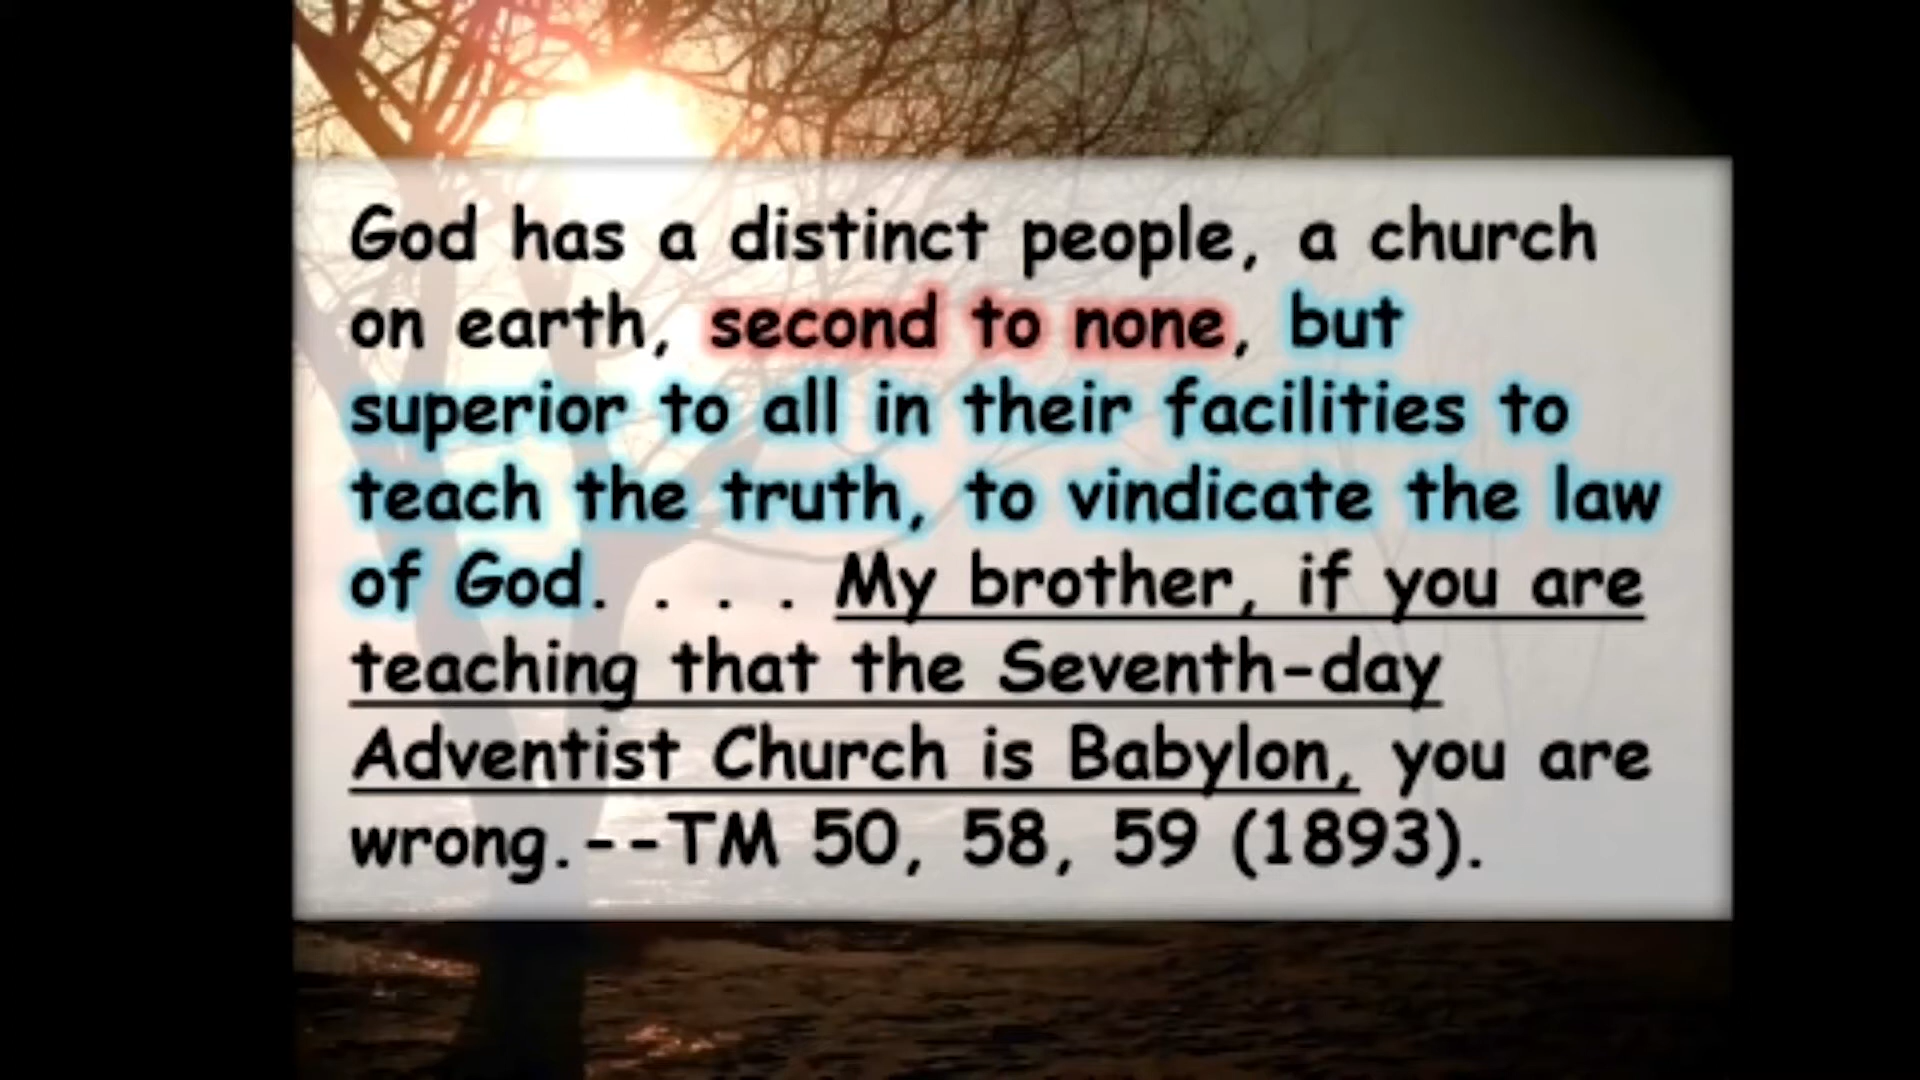 God has a distinct people, a church
on earth, second to none, but
superior to all in their facilities to
teach the truth, to vindicate the law
of God. . . . My brother, if you are
teaching that the Seventh-day
Adventist Church is Babylon, you are
wrong.--TM 50, 58, 59 (1893).